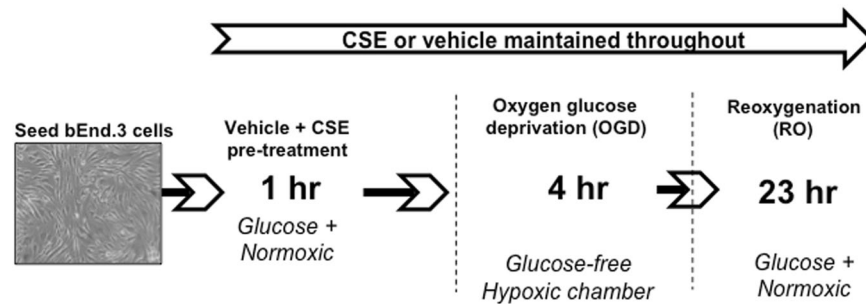 CSE or vehicle maintained throughout
Seed bEnd.3 cells
Vehicle + CSE
pre-treatment
1 hr
Glucose +
Normoxic
Oxygen glucose
deprivation (OGD)
4 hr
Glucose-free
Hypoxic chamber
Reoxygenation
(RO)
23 hr
Glucose +
Normoxic